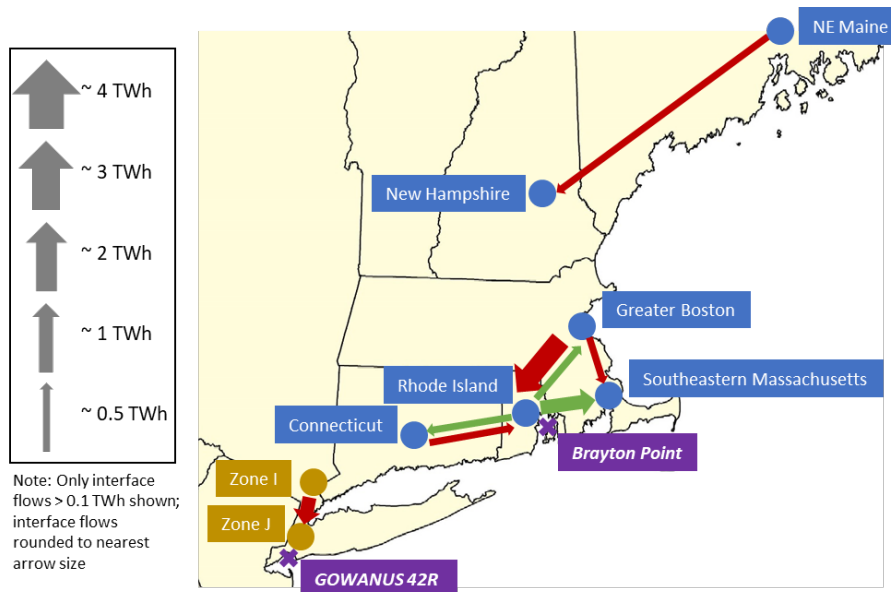 ~ 4 TWh
~ 3 TWh
~ 2 TWh
~ 1 TWh
~ 0.5 TWh
Note: Only interface
flows > 0.1 TWh shown;
interface flows
rounded to nearest
arrow size
NE Maine
New Hampshire
Greater Boston
Rhode Island
Southeastern Massachusetts
Connecticut
Brayton Point
Zone I
Zone J
GOWANUS 42R